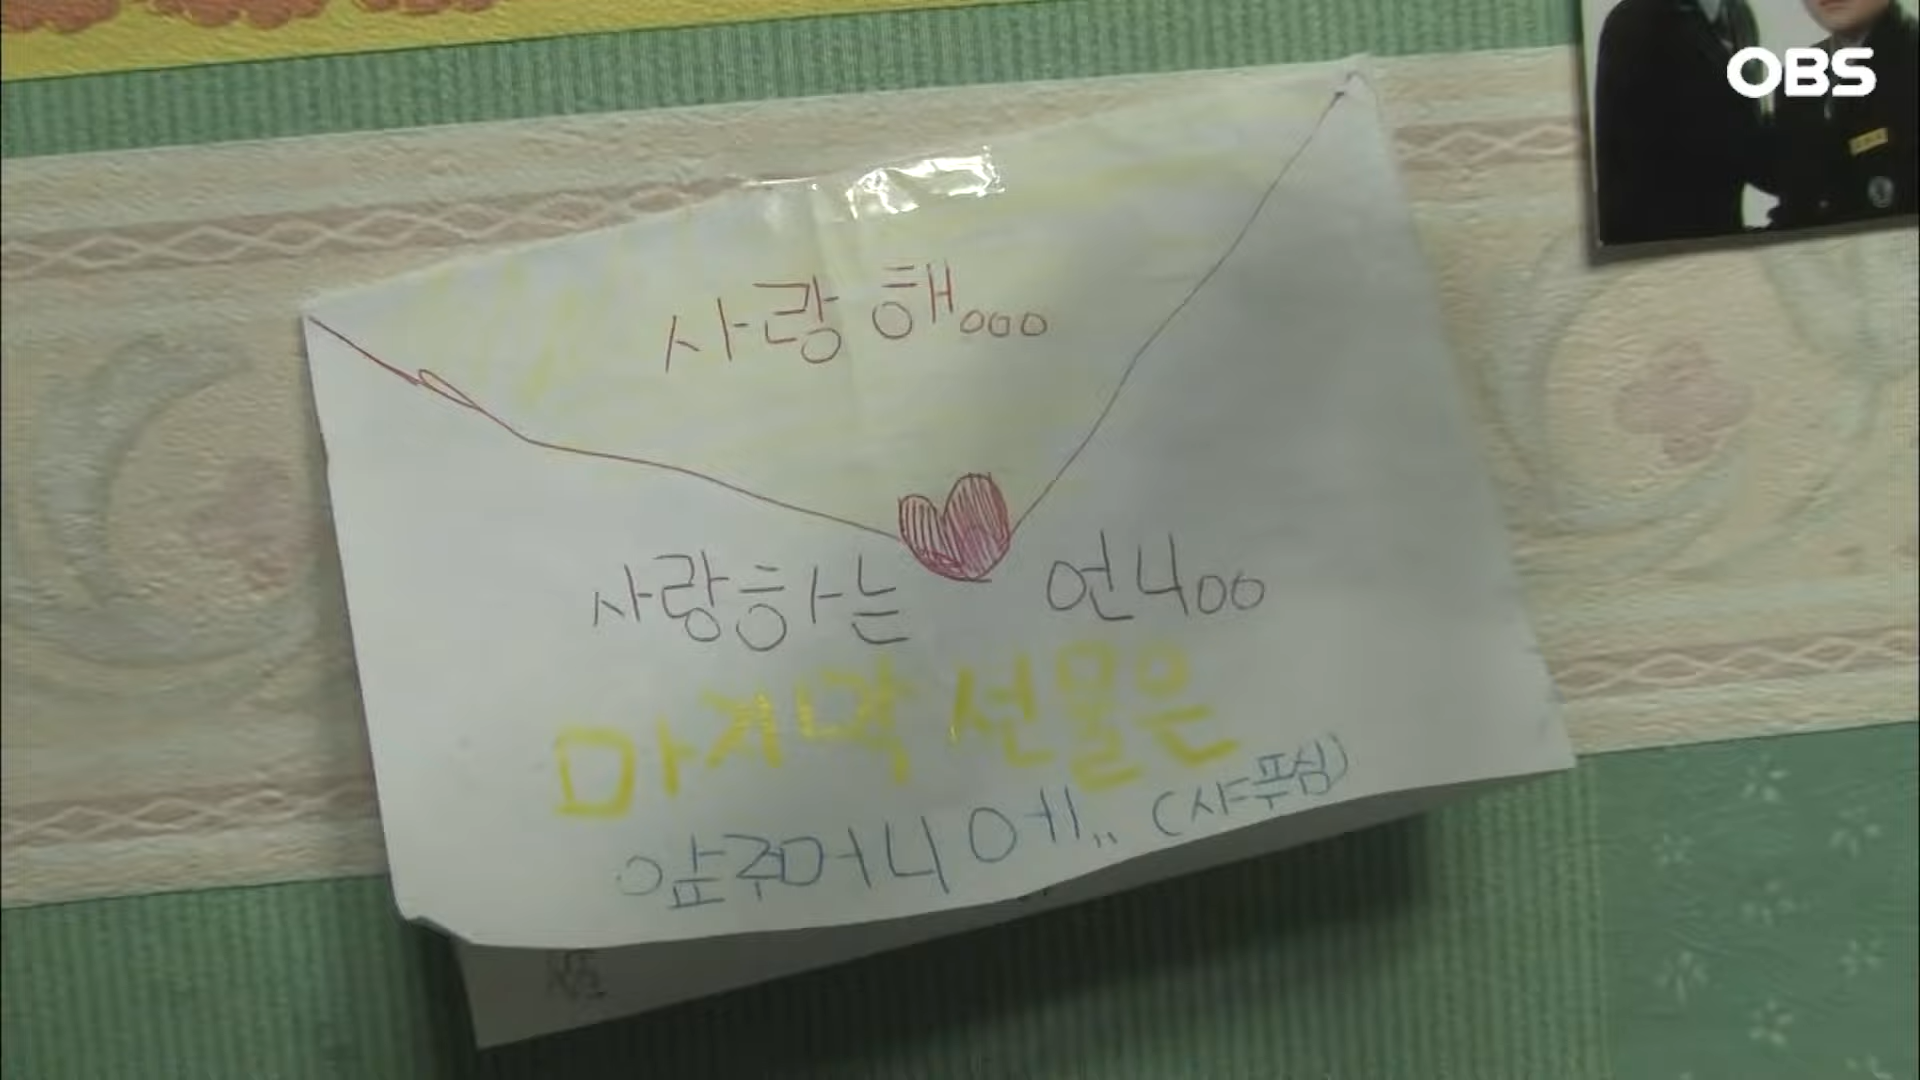 OBS
사랑해ooo
사랑하는 언니oo
마지막 선물은
앞주머니에.. (샤푸심)